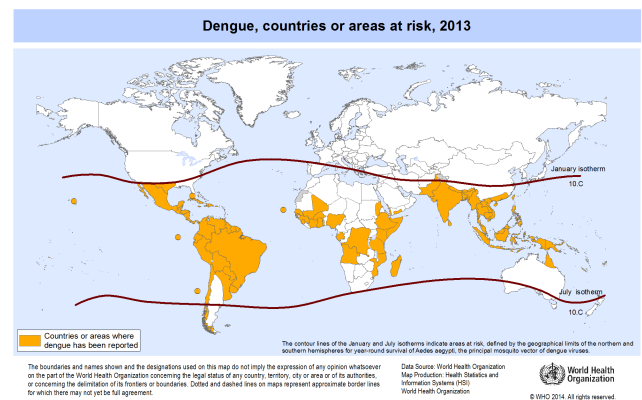 Dengue, countries or areas at risk, 2013
January isotherm
10.C
July isotherm
10.C
Countries or areas where
dengue has been reported
The contour lines of the January and July isotherms indicate areas at risk, defined by the geographical limits of the northern and
southern hemispheres for year-round survival of Aedes aegypti, the principal mosquito vector of dengue viruses.
The boundaries and names shown and the designations used on this map do not imply the expression of any opinion whatsoever
on the part of the World Health Organization concerning the legal status of any country, territory, city or area or of its authorities,
or concerning the delimitation of its frontiers or boundaries. Dotted and dashed lines on maps represent approximate border lines
for which there may not yet be full agreement.
Data Source: World Health Organization
Map Production: Health Statistics and
Information Systems (HSI)
World Health Organization
World Health
Organization
© WHO 2014. All rights reserved.